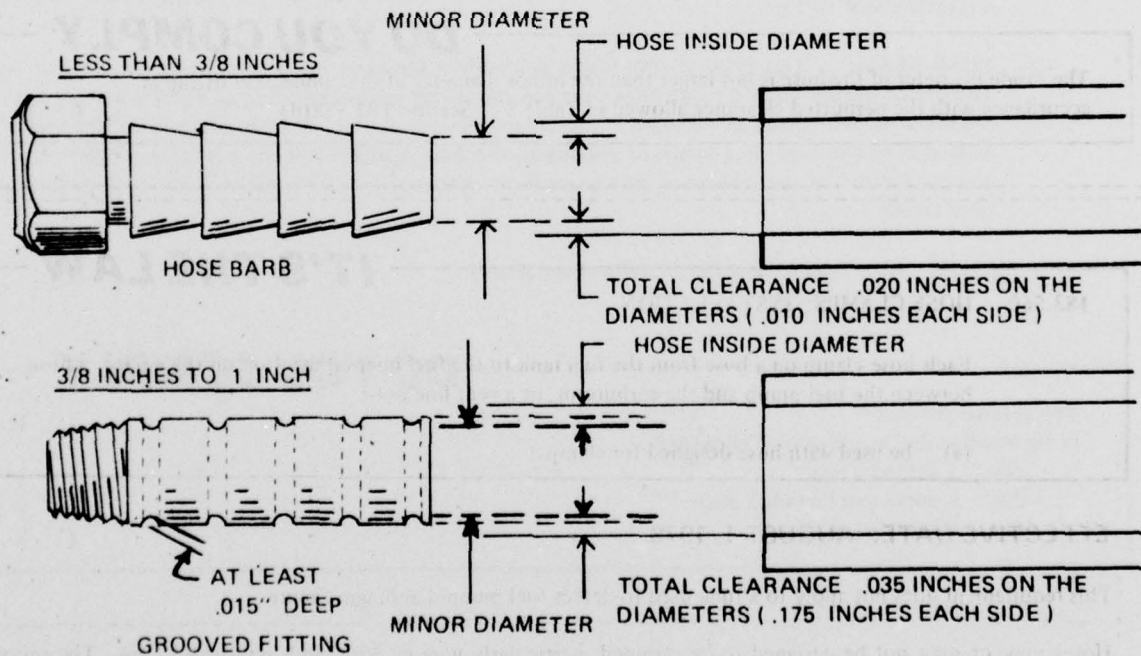 MINOR DIAMETER
HOSE INSIDE DIAMETER
LESS THAN 3/8 INCHES
HOSE BARB
TOTAL CLEARANCE .020 INCHES ON THE
DIAMETERS ( .010 INCHES EACH SIDE )
HOSE INSIDE DIAMETER
3/8 INCHES TO 1 INCH
AT LEAST
.015" DEEP
GROOVED FITTING
MINOR DIAMETER
TOTAL CLEARANCE .035 INCHES ON THE
DIAMETERS ( .175 INCHES EACH SIDE )